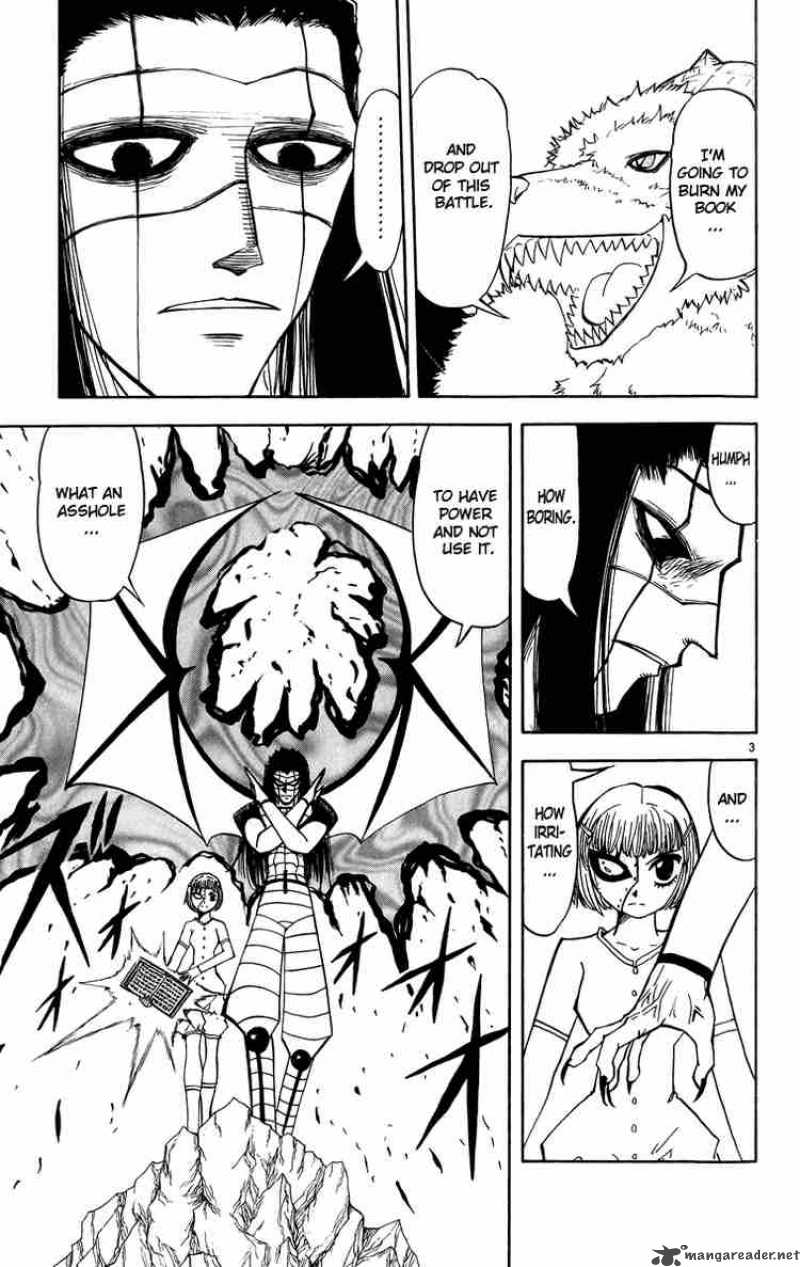 I'M
GOING TO
BURN MY
BOOK
...
AND
DROP OUT
OF THIS
BATTLE.
..........
HUMPH
...
HOW
BORING.
3
AND
...
HOW
IRRI-
TATING
...
TO HAVE
POWER
AND NOT
USE IT.
WHAT AN
ASSHOLE
...
mangareader.net